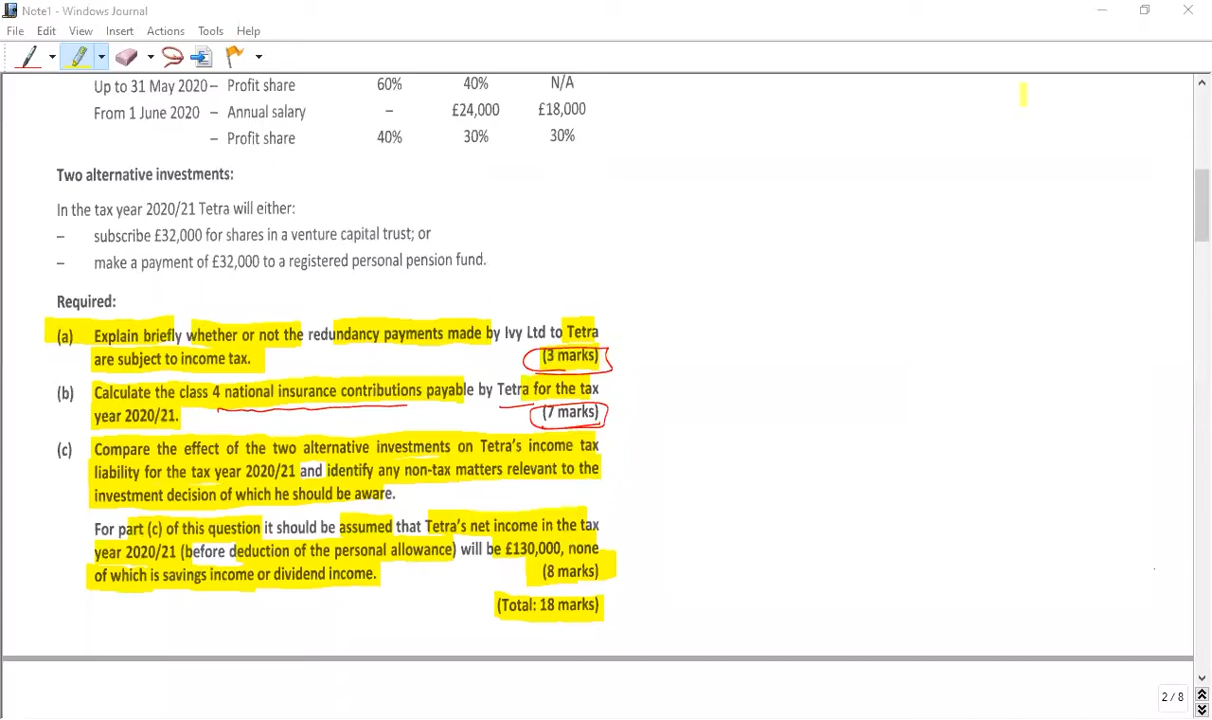 Note1 - Windows Journal
File Edit View Insert Actions Tools Help
Up to 31 May 2020 – Profit share 60% 40% N/A
From 1 June 2020 – Annual salary – £24,000 £18,000
– Profit share 40% 30% 30%
Two alternative investments:
In the tax year 2020/21 Tetra will either:
– subscribe £32,000 for shares in a venture capital trust; or
– make a payment of £32,000 to a registered personal pension fund.
Required:
(a) Explain briefly whether or not the redundancy payments made by Ivy Ltd to Tetra
are subject to income tax. (3 marks)
(b) Calculate the class 4 national insurance contributions payable by Tetra for the tax
year 2020/21. (7 marks)
(c) Compare the effect of the two alternative investments on Tetra's income tax
liability for the tax year 2020/21 and identify any non-tax matters relevant to the
investment decision of which he should be aware.
For part (c) of this question it should be assumed that Tetra's net income in the tax
year 2020/21 (before deduction of the personal allowance) will be £130,000, none
of which is savings income or dividend income. (8 marks)
(Total: 18 marks)
2 / 8